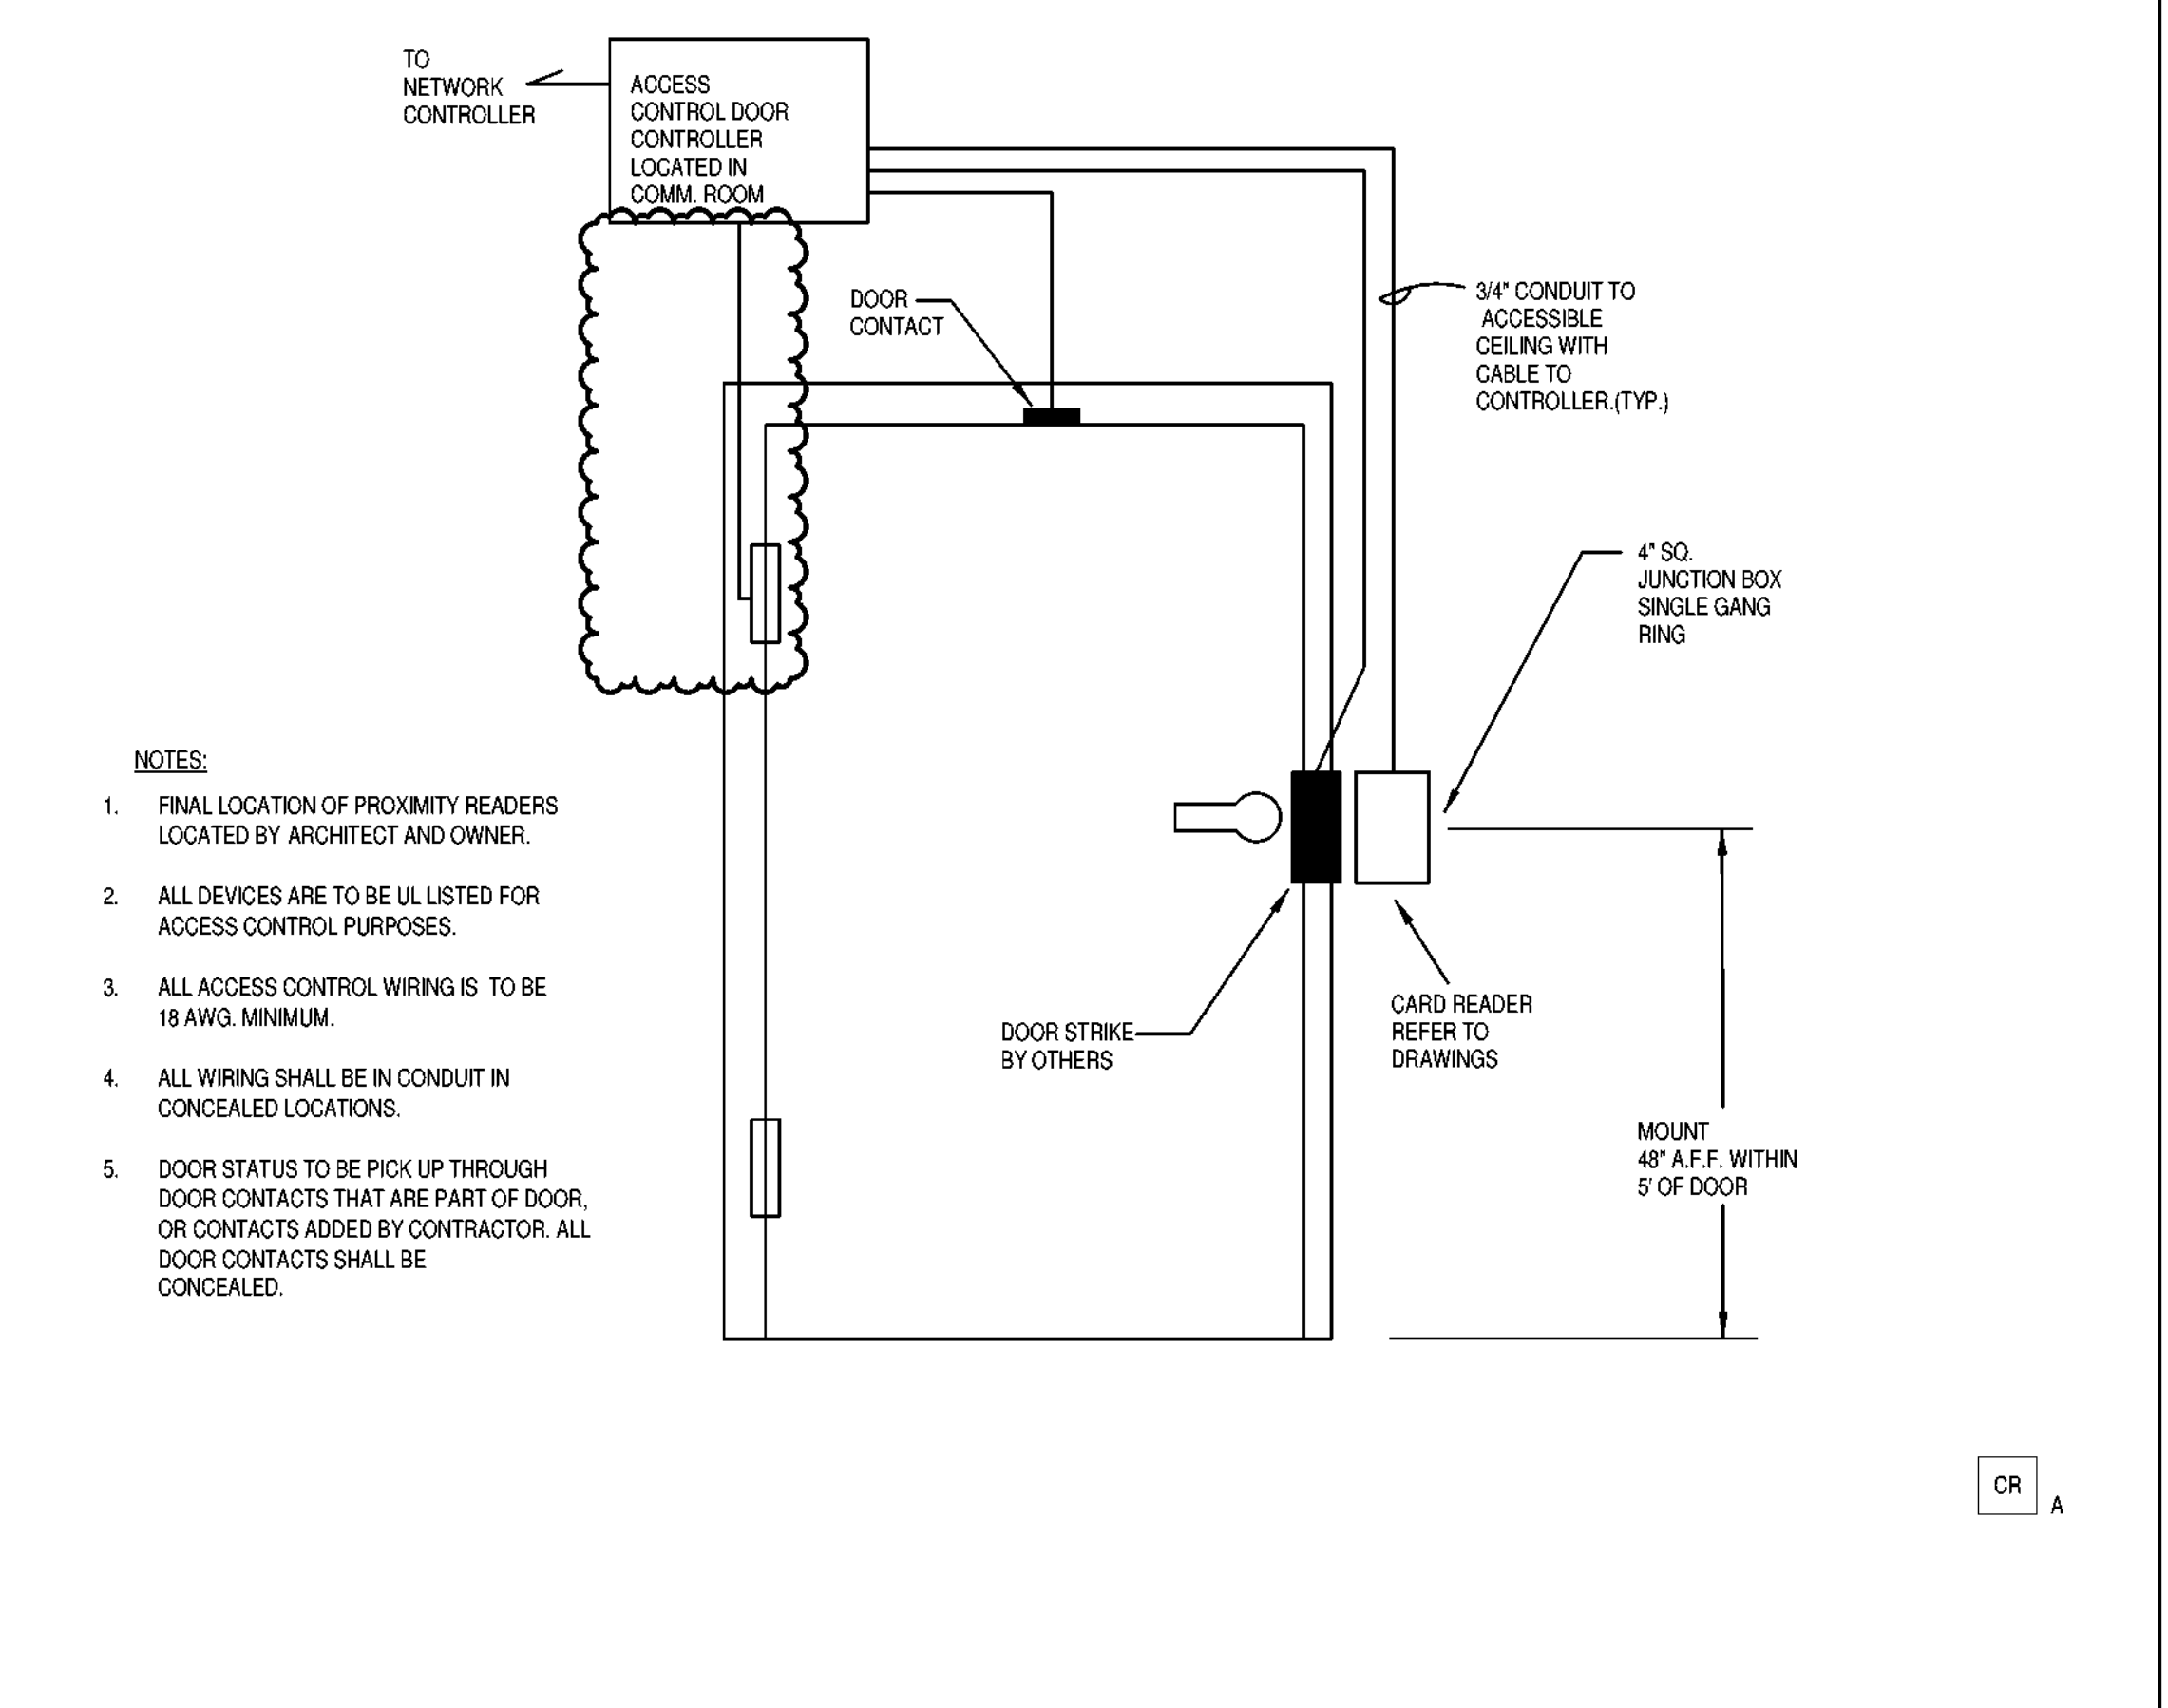 TO
NETWORK
CONTROLLER
ACCESS
CONTROL DOOR
CONTROLLER
LOCATED IN
COMM. ROOM
DOOR
CONTACT
3/4" CONDUIT TO
ACCESSIBLE
CEILING WITH
CABLE TO
CONTROLLER.(TYP.)
4" SQ.
JUNCTION BOX
SINGLE GANG
RING
NOTES:
1. FINAL LOCATION OF PROXIMITY READERS
LOCATED BY ARCHITECT AND OWNER.
2. ALL DEVICES ARE TO BE UL LISTED FOR
ACCESS CONTROL PURPOSES.
3. ALL ACCESS CONTROL WIRING IS TO BE
18 AWG. MINIMUM.
4. ALL WIRING SHALL BE IN CONDUIT IN
CONCEALED LOCATIONS.
5. DOOR STATUS TO BE PICK UP THROUGH
DOOR CONTACTS THAT ARE PART OF DOOR,
OR CONTACTS ADDED BY CONTRACTOR. ALL
DOOR CONTACTS SHALL BE
CONCEALED.
DOOR STRIKE
BY OTHERS
CARD READER
REFER TO
DRAWINGS
MOUNT
48" A.F.F. WITHIN
5' OF DOOR
CR
A